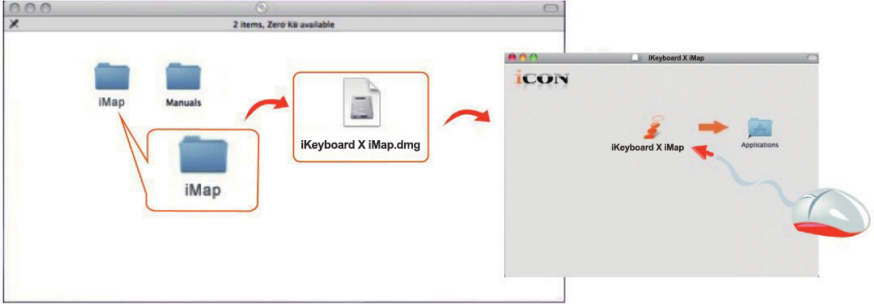 2 items, Zero KB available
iMap
Manuals
iMap
iKeyboard X iMap.dmg
iKeyboard X iMap
iCON
iKeyboard X iMap
Applications